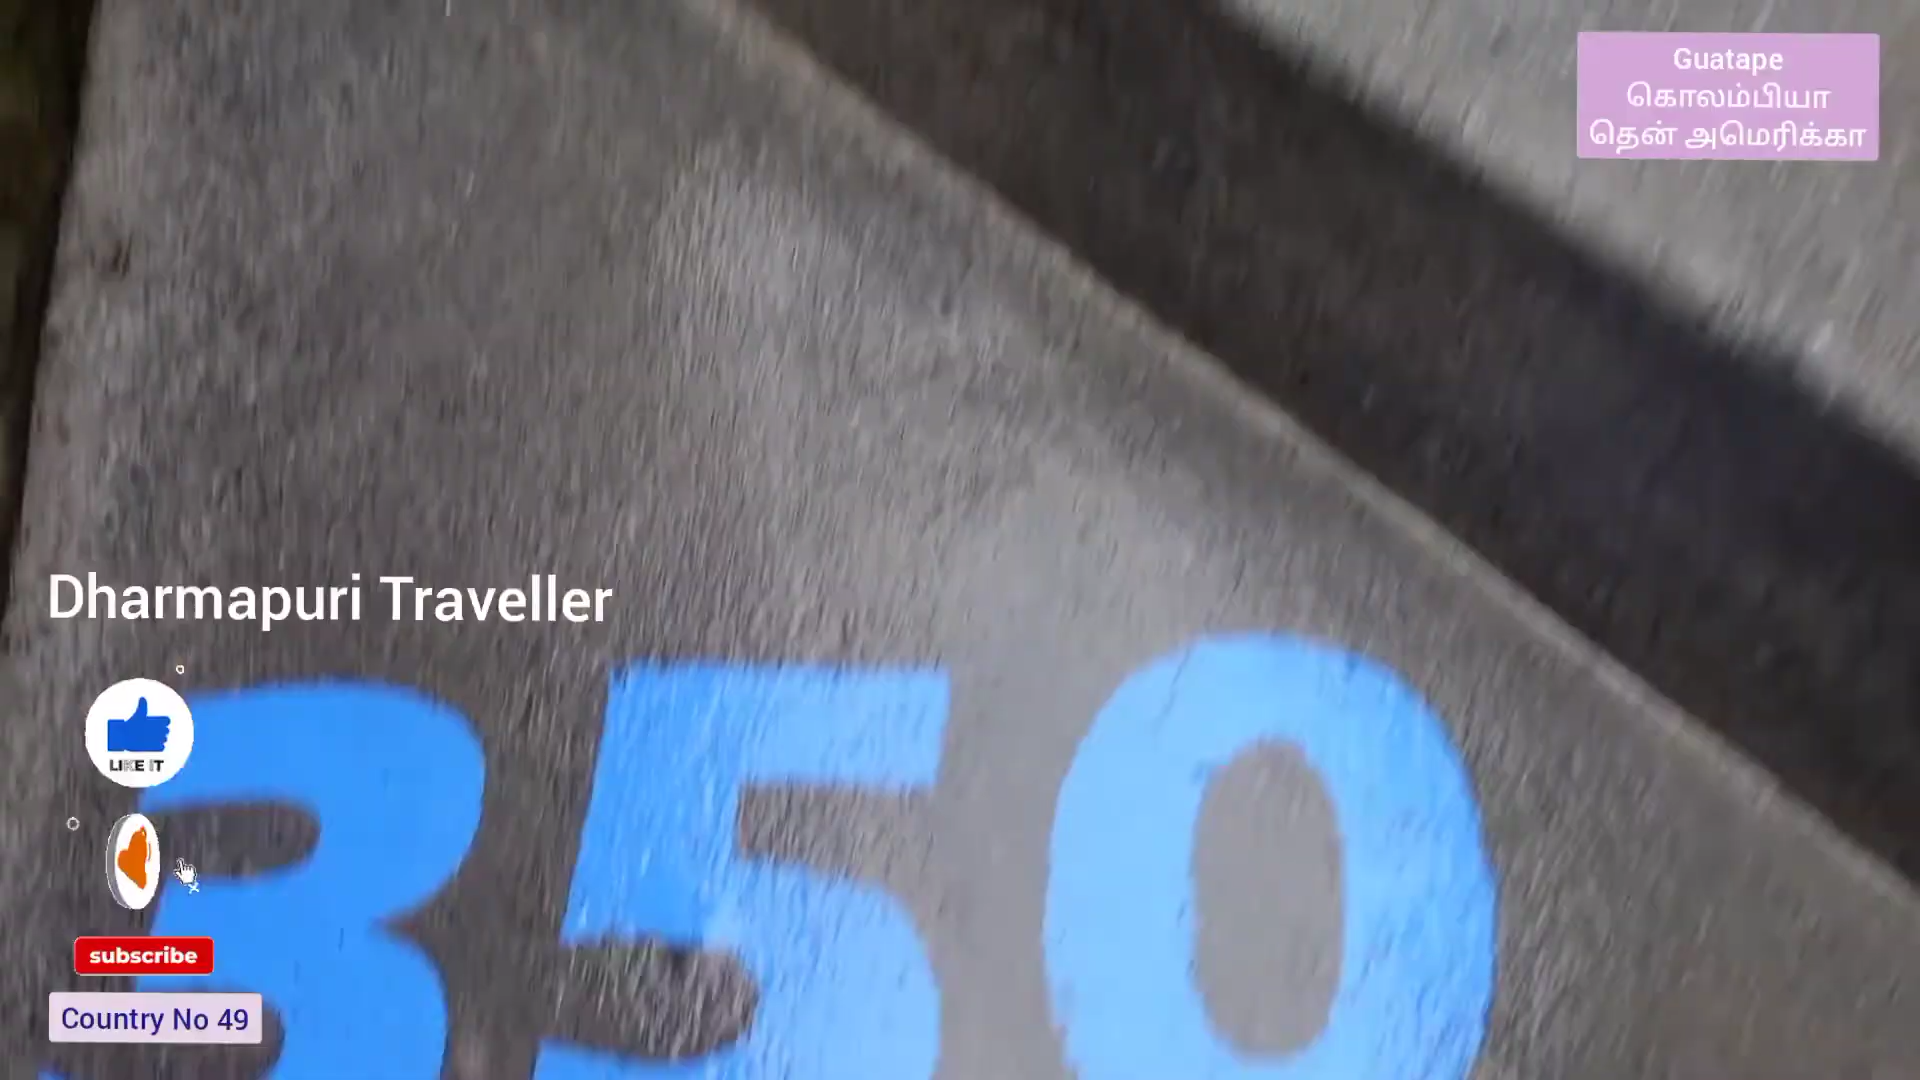 Guatape
கொலம்பியா
தென் அமெரிக்கா
Dharmapuri Traveller
LIKE IT
350
subscribe
Country No 49